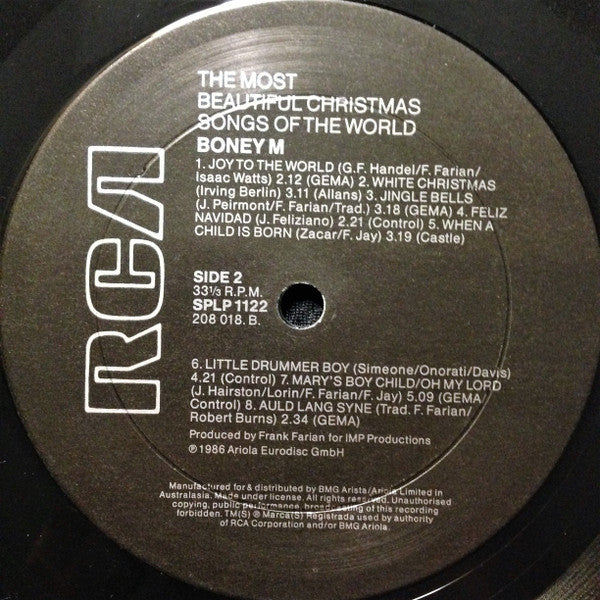 THE MOST
BEAUTIFUL CHRISTMAS
SONGS OF THE WORLD
BONEY M
1. JOY TO THE WORLD (G.F. Handel/F. Farian/
Isaac Watts) 2.12 (GEMA) 2. WHITE CHRISTMAS
(Irving Berlin) 3.11 (Allans) 3. JINGLE BELLS
(J. Peirmont/F. Farian/Trad.) 3.18 (GEMA) 4. FELIZ
NAVIDAD (J. Feliziano) 2.21 (Control) 5. WHEN A
CHILD IS BORN (Zacar/F. Jay) 3.19 (Castle)
RCA
SIDE 2
33⅓ R.P.M.
SPLP 1122
208 018. B.
6. LITTLE DRUMMER BOY (Simeone/Onorati/Davis)
4.21 (Control) 7. MARY'S BOY CHILD/OH MY LORD
(J. Hairston/Lorin/F. Farian/F. Jay) 5.09 (GEMA/
Control) 8. AULD LANG SYNE (Trad. F. Farian/
Robert Burns) 2.34 (GEMA)
Produced by Frank Farian for IMP Productions
℗ 1986 Ariola Eurodisc GmbH
Manufactured for & distributed by BMG Arista/Ariola Limited in
Australasia. Made under license. All rights reserved. Unauthorised
copying, public performance, broadcasting of this recording
forbidden. TM(S) ® Marca(S) Registrada used by authority
of RCA Corporation and/or BMG Ariola.